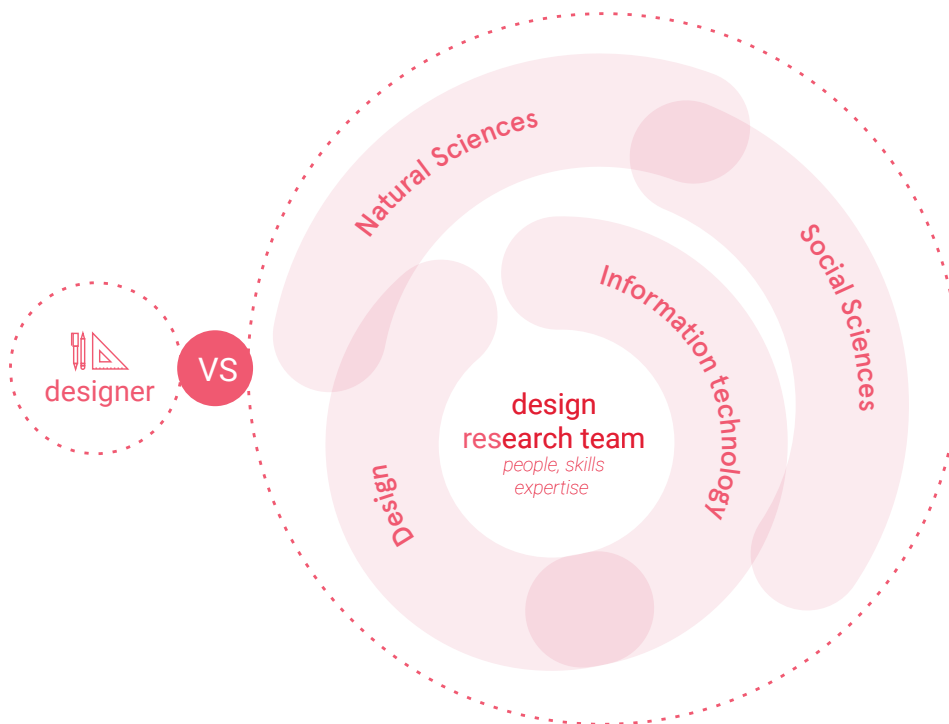 designer
VS
Natural Sciences
Social Sciences
Information technology
Design
design
research team
people, skills
expertise